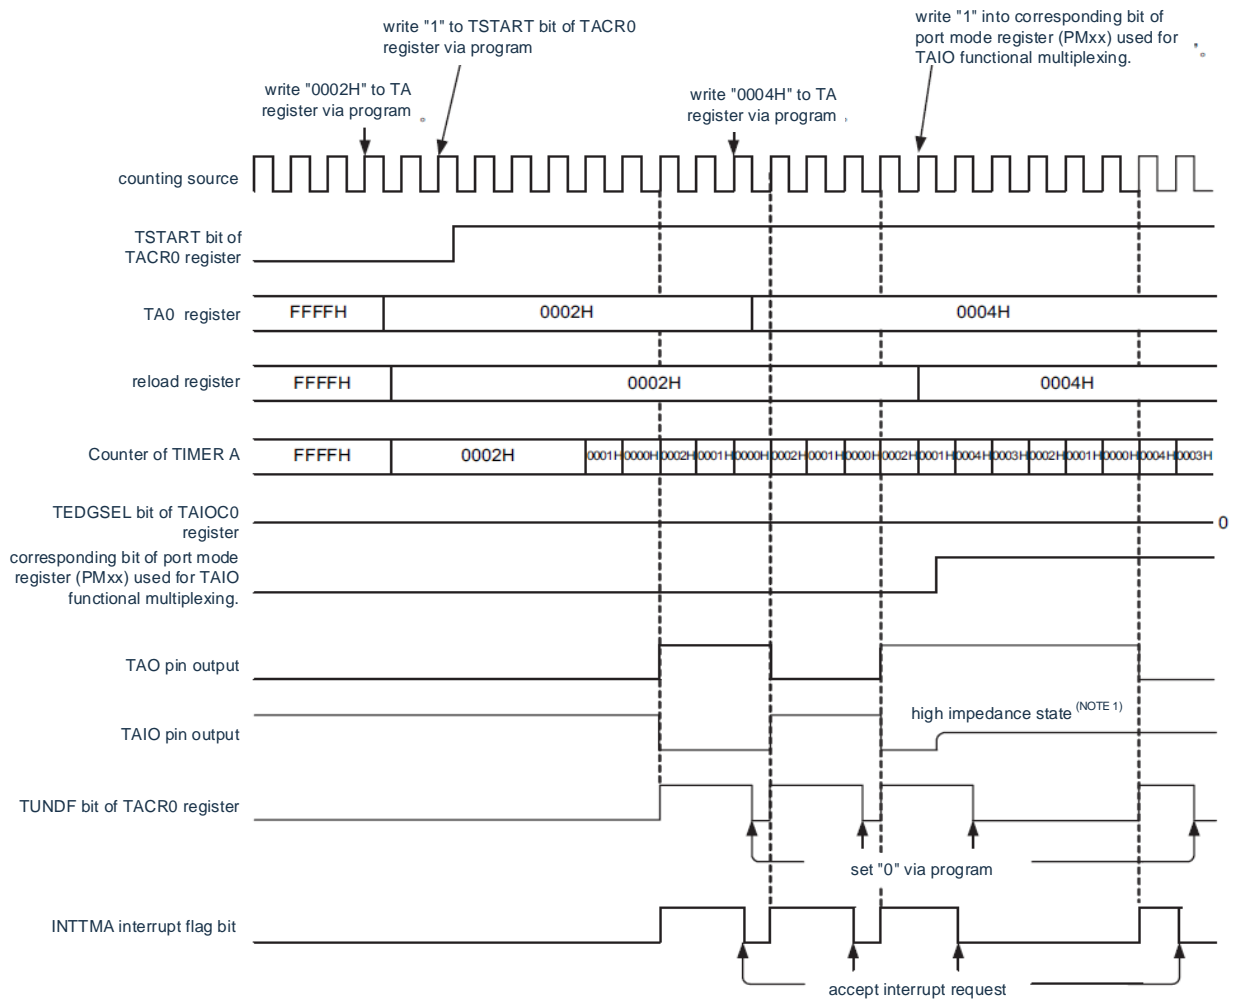 write "1" to TSTART bit of TACR0
register via program
write "1" into corresponding bit of
port mode register (PMxx) used for
TAIO functional multiplexing.
write "0002H" to TA
register via program
write "0004H" to TA
register via program
counting source
TSTART bit of
TACR0 register
TA0 register
FFFFH
0002H
0004H
reload register
FFFFH
0002H
0004H
Counter of TIMER A
FFFFH
0002H
0001H 0000H 0002H 0001H 0000H 0002H 0001H 0000H 0002H 0001H 0004H 0003H 0002H 0001H 0000H 0004H 0003H
TEDGSEL bit of TAIOC0
register
0
corresponding bit of port mode
register (PMxx) used for TAIO
functional multiplexing.
TAO pin output
TAIO pin output
high impedance state (NOTE 1)
TUNDF bit of TACR0 register
set "0" via program
INTTMA interrupt flag bit
accept interrupt request